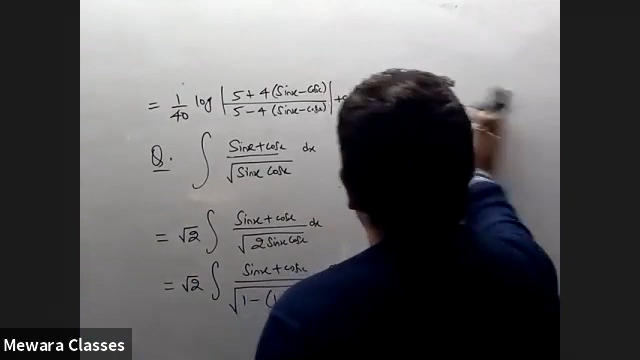 = 1/40 log | 5 + 4 (Sinx - Cosx) / 5 - 4 (Sinx - Cosx) | +
Q. ∫ Sinx + Cosx / √Sinx Cosx dx
= √2 ∫ Sinx + Cosx / √2 Sinx Cosx dx
= √2 ∫ Sinx + Cosx / √1 - (1
Mewara Classes